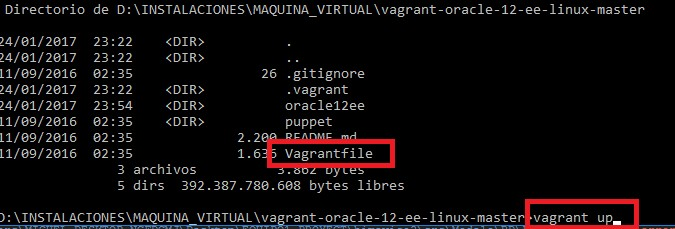 Directorio de D:\INSTALACIONES\MAQUINA_VIRTUAL\vagrant-oracle-12-ee-linux-master
24/01/2017 23:22 <DIR> .
24/01/2017 23:22 <DIR> ..
11/09/2016 02:35 26 .gitignore
24/01/2017 23:22 <DIR> .vagrant
24/01/2017 23:54 <DIR> oracle12ee
11/09/2016 02:35 <DIR> puppet
11/09/2016 02:35 2.200 README.md
11/09/2016 02:35 1.636 Vagrantfile
3 archivos 3.862 bytes
5 dirs 392.387.780.608 bytes libres
D:\INSTALACIONES\MAQUINA_VIRTUAL\vagrant-oracle-12-ee-linux-master>vagrant up